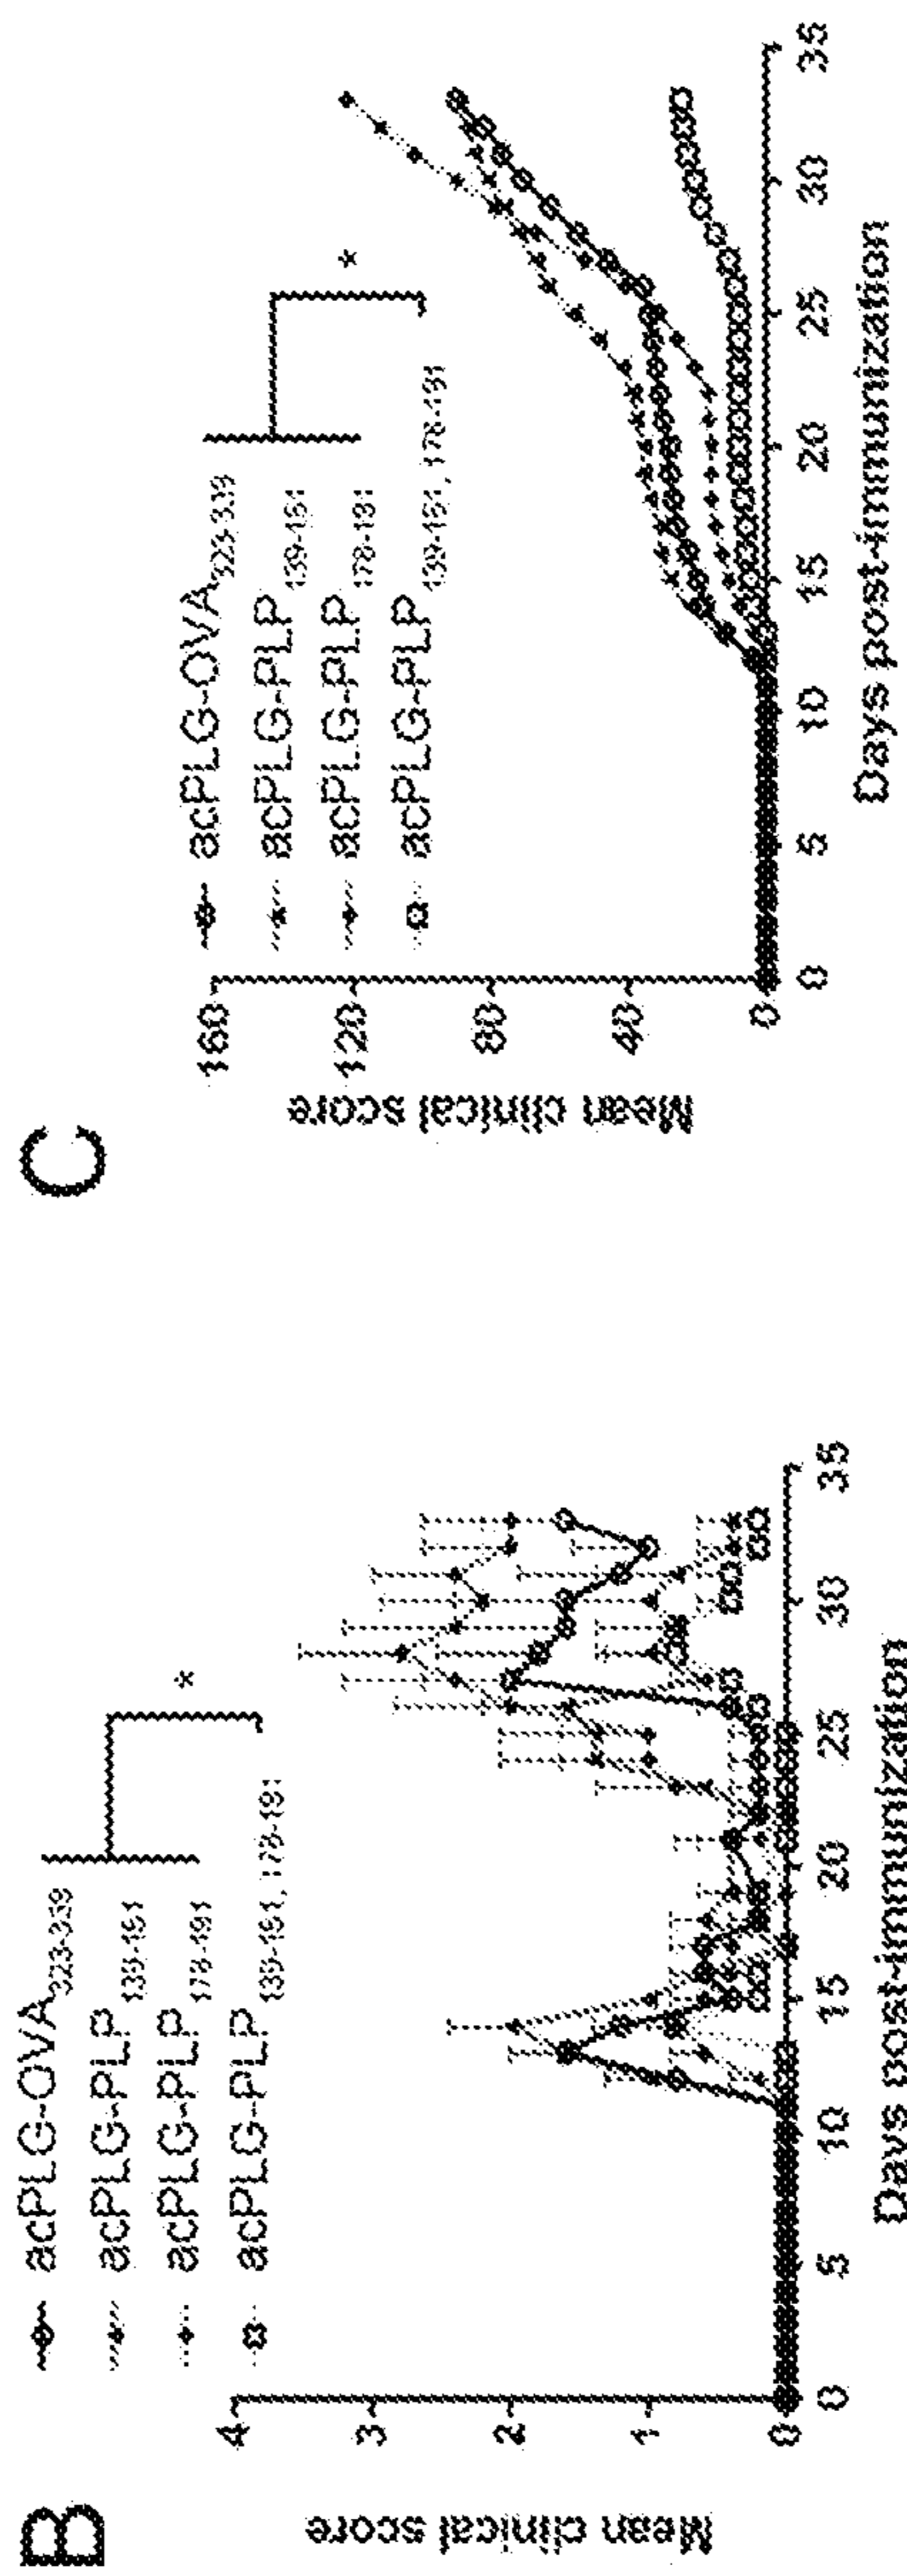 B
acPLG-OVA323-339
acPLG-PLP139-151
acPLG-PLP178-191
acPLG-PLP139-151, 178-191
*
Mean clinical score
4
3
2
1
0
0 5 10 15 20 25 30 35
Days post-immunization
C
acPLG-OVA323-339
acPLG-PLP139-151
acPLG-PLP178-191
acPLG-PLP139-151, 178-191
*
Mean clinical score
160
120
80
40
0
0 5 10 15 20 25 30 35
Days post-immunization